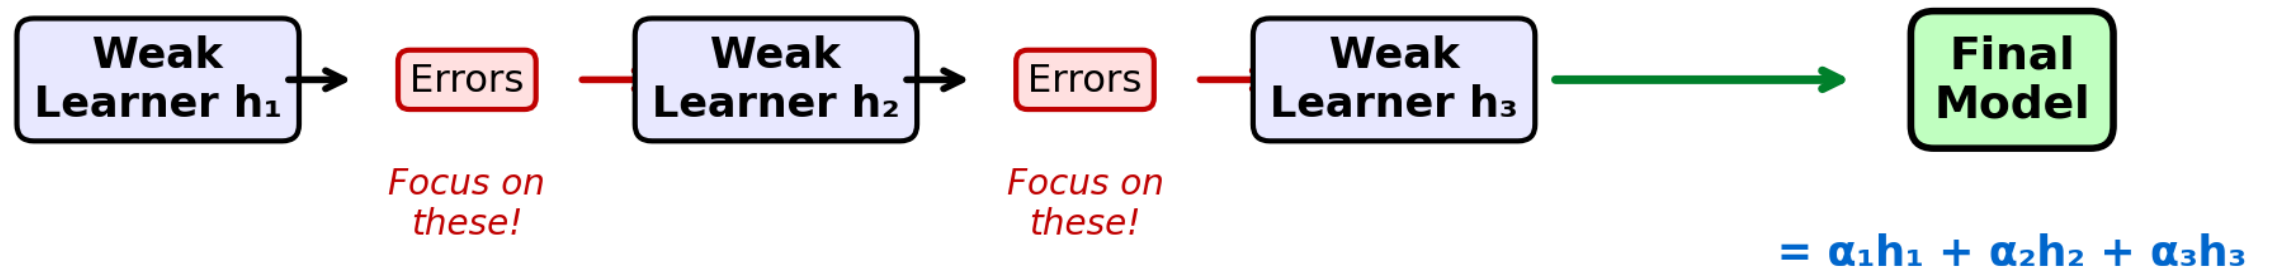 Weak
Learner h₁
Errors
Focus on
these!
Weak
Learner h₂
Errors
Focus on
these!
Weak
Learner h₃
Final
Model
= α₁h₁ + α₂h₂ + α₃h₃